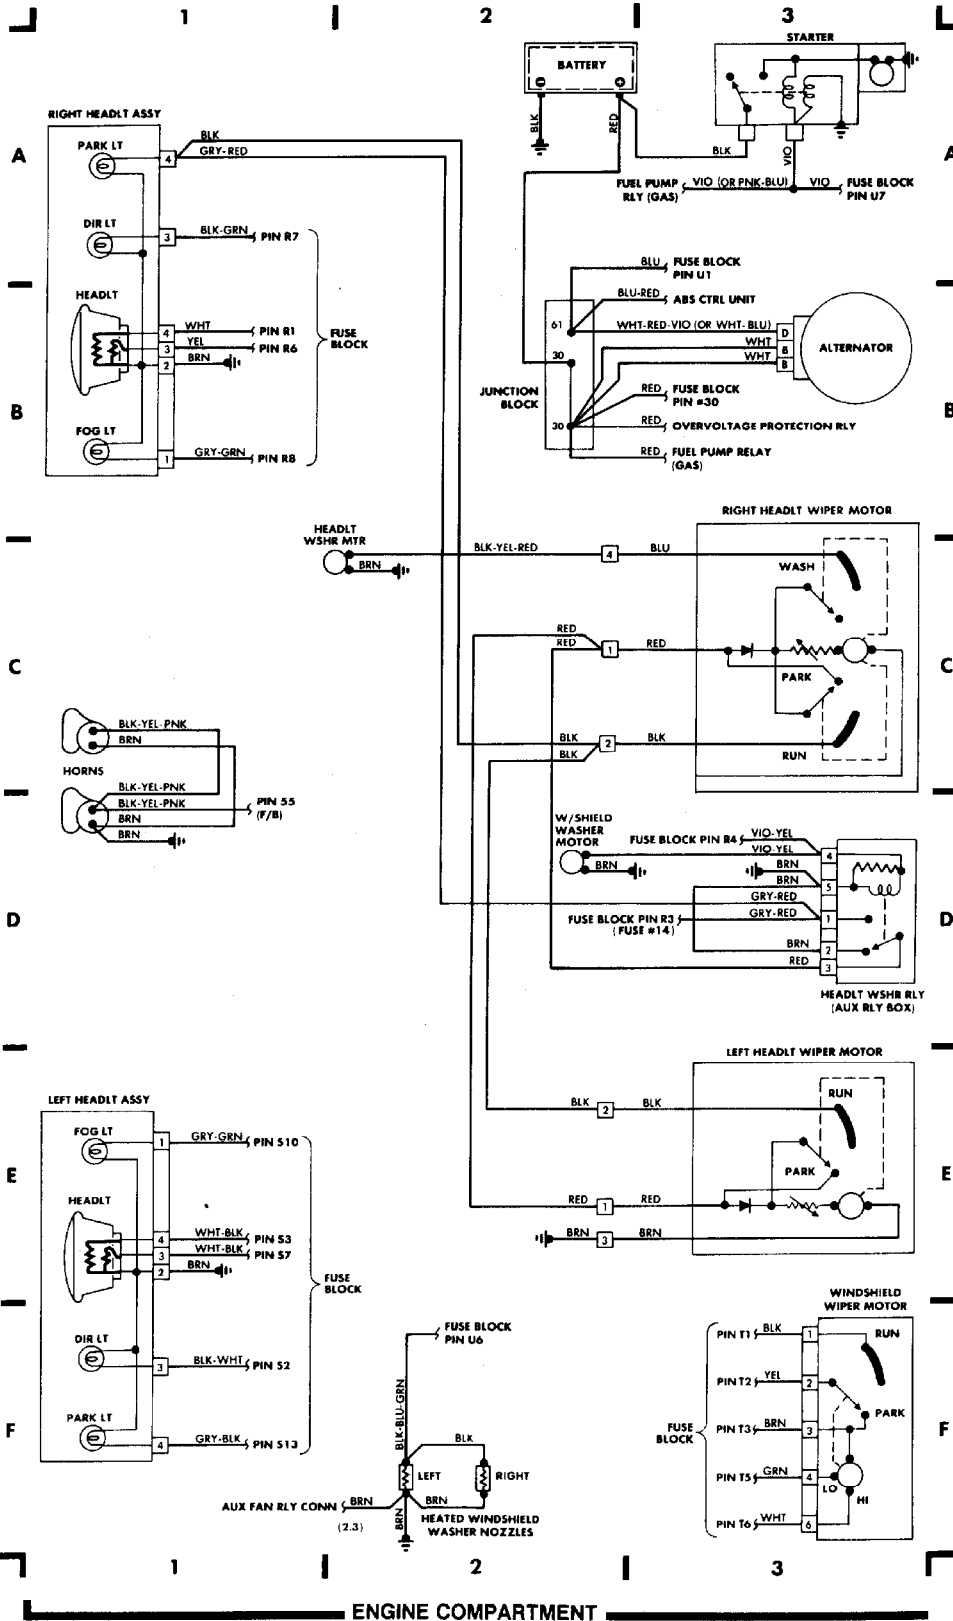 1 2 3
STARTER
BATTERY
BLK
RED
BLK
VIO
FUEL PUMP
RLY (GAS)
VIO (OR PNK-BLU)
VIO
FUSE BLOCK
PIN U7
A
A
RIGHT HEADLT ASSY
PARK LT
4
BLK
GRY-RED
DIR LT
3
BLK-GRN
PIN R7
HEADLT
4
WHT
PIN R1
3
YEL
PIN R6
2
BRN
FUSE
BLOCK
FOG LT
1
GRY-GRN
PIN R8
B
B
BLU
FUSE BLOCK
PIN U1
BLU-RED
ABS CTRL UNIT
61
WHT-RED-VIO (OR WHT-BLU)
D
WHT
B
WHT
B
ALTERNATOR
30
JUNCTION
BLOCK
RED
FUSE BLOCK
PIN #30
30
RED
OVERVOLTAGE PROTECTION RLY
RED
FUEL PUMP RELAY
(GAS)
RIGHT HEADLT WIPER MOTOR
HEADLT
WSHR MTR
BRN
BLK-YEL-RED
4
BLU
WASH
RED
RED
1
RED
PARK
BLK
BLK
2
BLK
RUN
C
C
BLK-YEL-PNK
BRN
HORNS
BLK-YEL-PNK
BLK-YEL-PNK
BRN
BRN
PIN 55
(F/B)
W/SHIELD
WASHER
MOTOR
BRN
FUSE BLOCK PIN R4
VIO-YEL
VIO-YEL
4
BRN
BRN
5
GRY-RED
GRY-RED
1
FUSE BLOCK PIN R3
(FUSE #14)
BRN
2
RED
3
HEADLT WSHR RLY
(AUX RLY BOX)
D
D
LEFT HEADLT WIPER MOTOR
BLK
2
BLK
RUN
PARK
RED
1
RED
BRN
3
BRN
E
E
LEFT HEADLT ASSY
FOG LT
1
GRY-GRN
PIN S10
HEADLT
4
WHT-BLK
PIN S3
3
WHT-BLK
PIN S7
2
BRN
FUSE
BLOCK
DIR LT
3
BLK-WHT
PIN S2
PARK LT
4
GRY-BLK
PIN S13
F
F
FUSE BLOCK
PIN U6
BLK-BLU-GRN
BLK
LEFT
RIGHT
AUX FAN RLY CONN
BRN
(2.3)
BRN
BRN
HEATED WINDSHIELD
WASHER NOZZLES
WINDSHIELD
WIPER MOTOR
PIN T1
BLK
1
RUN
PIN T2
YEL
2
PARK
PIN T3
BRN
3
FUSE
BLOCK
PIN T5
GRN
4
LO
HI
PIN T6
WHT
6
1 2 3
ENGINE COMPARTMENT